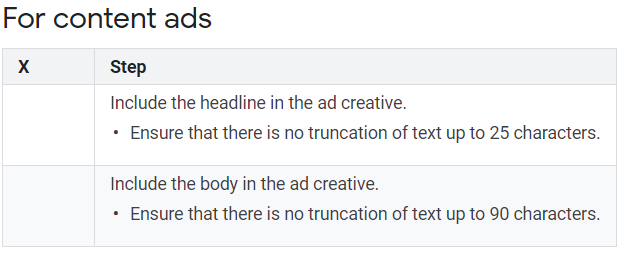 For content ads
X Step
Include the headline in the ad creative.
• Ensure that there is no truncation of text up to 25 characters.
Include the body in the ad creative.
• Ensure that there is no truncation of text up to 90 characters.